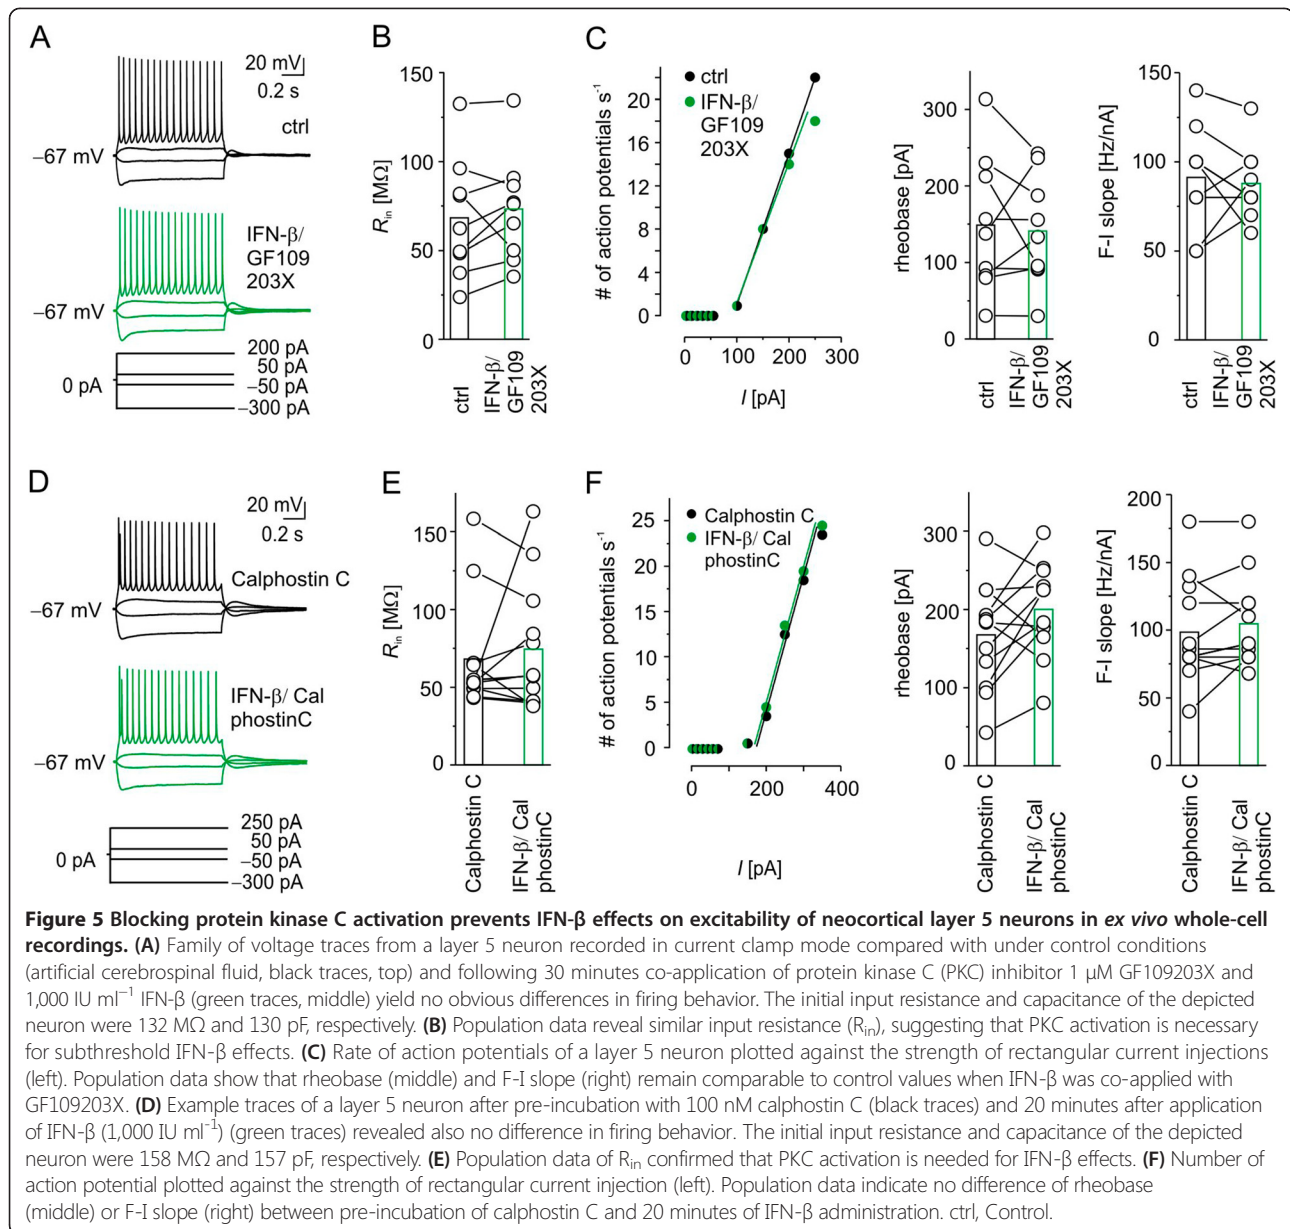 A
20 mV
0.2 s
ctrl
−67 mV
IFN-β/
GF109
203X
−67 mV
0 pA
200 pA
50 pA
−50 pA
−300 pA
B
150
100
50
0
Rin [MΩ]
ctrl
IFN-β/
GF109
203X
C
ctrl
IFN-β/
GF109
203X
20
16
12
8
4
0
# of action potentials s-1
0
100
200
300
I [pA]
300
200
100
0
rheobase [pA]
ctrl
IFN-β/
GF109
203X
150
100
50
0
F-I slope [Hz/nA]
ctrl
IFN-β/
GF109
203X
D
20 mV
0.2 s
Calphostin C
−67 mV
IFN-β/ Cal
phostinC
−67 mV
0 pA
250 pA
50 pA
−50 pA
−300 pA
E
150
100
50
0
Rin [MΩ]
Calphostin C
IFN-β/ Cal
phostinC
F
Calphostin C
IFN-β/ Cal
phostinC
25
20
15
10
5
0
# of action potentials s-1
0
200
400
I [pA]
300
200
100
0
rheobase [pA]
Calphostin C
IFN-β/ Cal
phostinC
200
150
100
50
0
F-I slope [Hz/nA]
Calphostin C
IFN-β/ Cal
phostinC
Figure 5 Blocking protein kinase C activation prevents IFN-β effects on excitability of neocortical layer 5 neurons in ex vivo whole-cell
recordings. (A) Family of voltage traces from a layer 5 neuron recorded in current clamp mode compared with under control conditions
(artificial cerebrospinal fluid, black traces, top) and following 30 minutes co-application of protein kinase C (PKC) inhibitor 1 μM GF109203X and
1,000 IU ml−1 IFN-β (green traces, middle) yield no obvious differences in firing behavior. The initial input resistance and capacitance of the depicted
neuron were 132 MΩ and 130 pF, respectively. (B) Population data reveal similar input resistance (Rin), suggesting that PKC activation is necessary
for subthreshold IFN-β effects. (C) Rate of action potentials of a layer 5 neuron plotted against the strength of rectangular current injections
(left). Population data show that rheobase (middle) and F-I slope (right) remain comparable to control values when IFN-β was co-applied with
GF109203X. (D) Example traces of a layer 5 neuron after pre-incubation with 100 nM calphostin C (black traces) and 20 minutes after application
of IFN-β (1,000 IU ml-1) (green traces) revealed also no difference in firing behavior. The initial input resistance and capacitance of the depicted
neuron were 158 MΩ and 157 pF, respectively. (E) Population data of Rin confirmed that PKC activation is needed for IFN-β effects. (F) Number of
action potential plotted against the strength of rectangular current injection (left). Population data indicate no difference of rheobase
(middle) or F-I slope (right) between pre-incubation of calphostin C and 20 minutes of IFN-β administration. ctrl, Control.